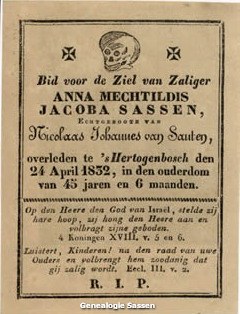 Bid voor de Ziel van Zaliger
ANNA MECHTILDIS
JACOBA SASSEN,
ECHTGENOOTE VAN
Nicolaas Johannes van Santen,
overleden te 's Hertogenbosch den
24 April 1832, in den ouderdom
van 45 jaren en 6 maanden.
Op den Heere den God van Israël, stelde zij
hare hoop, zij hong den Heere aan en
volbragt zijne geboden.
4 Koningen XVIII. v. 5 en 6.
Luistert, Kinderen! na den raad van uwe
Ouders en volbrengt hem zoodanig dat
gij zalig wordt. Eccl. III. v. 2.
R. I. P.
Genealogie Sassen